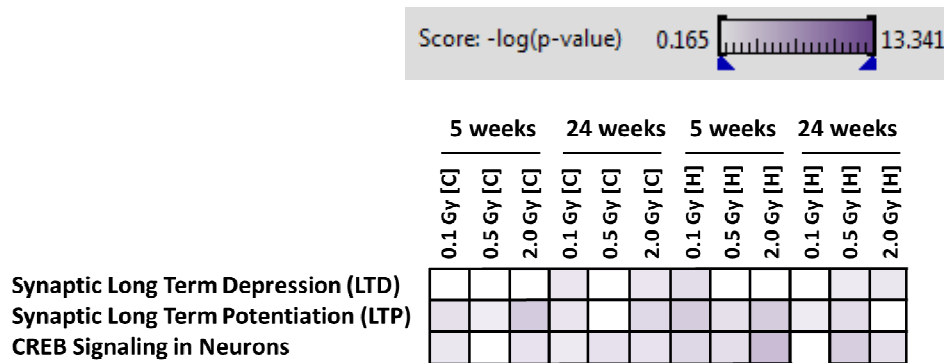 Score: -log(p-value) 0.165 13.341
5 weeks 24 weeks 5 weeks 24 weeks
0.1 Gy [C] 0.5 Gy [C] 2.0 Gy [C] 0.1 Gy [C] 0.5 Gy [C] 2.0 Gy [C] 0.1 Gy [H] 0.5 Gy [H] 2.0 Gy [H] 0.1 Gy [H] 0.5 Gy [H] 2.0 Gy [H]
Synaptic Long Term Depression (LTD)
Synaptic Long Term Potentiation (LTP)
CREB Signaling in Neurons